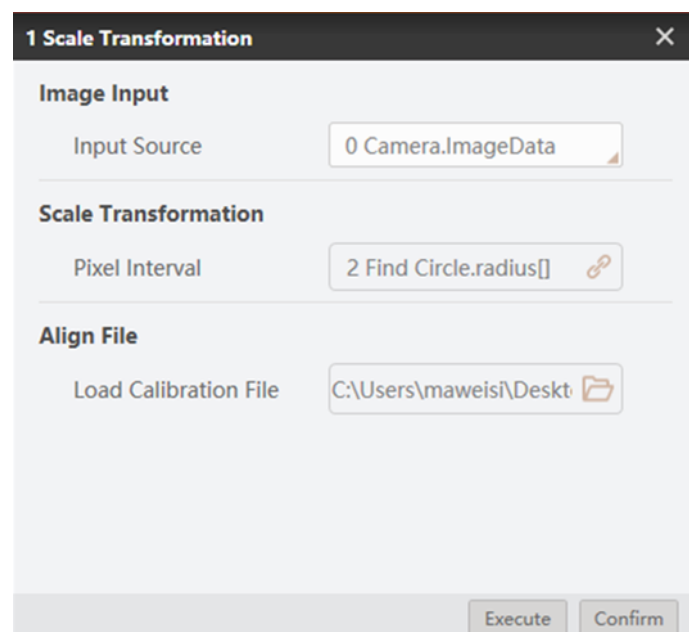 1 Scale Transformation
Image Input
Input Source 0 Camera.ImageData
Scale Transformation
Pixel Interval 2 Find Circle.radius[]
Align File
Load Calibration File C:\Users\maweisi\Deskt
Execute Confirm